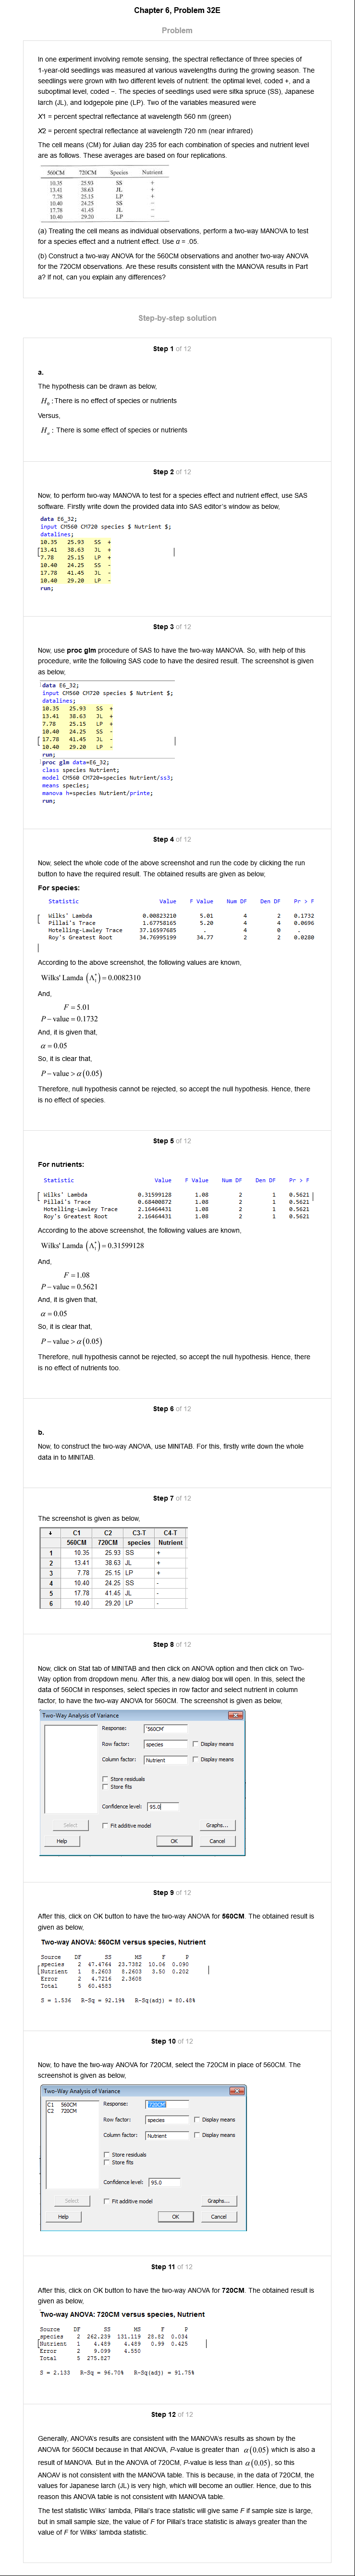 Chapter 6, Problem 32E
Problem
In one experiment involving remote sensing, the spectral reflectance of three species of
1-year-old seedlings was measured at various wavelengths during the growing season. The
seedlings were grown with two different levels of nutrient: the optimal level, coded +, and a
suboptimal level, coded −. The species of seedlings used were sitka spruce (SS), Japanese
larch (JL), and lodgepole pine (LP). Two of the variables measured were
X1 = percent spectral reflectance at wavelength 560 nm (green)
X2 = percent spectral reflectance at wavelength 720 nm (near infrared)
The cell means (CM) for Julian day 235 for each combination of species and nutrient level
are as follows. These averages are based on four replications.
560CM 720CM Species Nutrient
10.35 25.93 SS +
13.41 38.63 JL +
7.78 25.15 LP +
10.40 24.25 SS −
17.78 41.45 JL −
10.40 29.20 LP −
(a) Treating the cell means as individual observations, perform a two-way MANOVA to test
for a species effect and a nutrient effect. Use α = .05.
(b) Construct a two-way ANOVA for the 560CM observations and another two-way ANOVA
for the 720CM observations. Are these results consistent with the MANOVA results in Part
a? If not, can you explain any differences?
Step-by-step solution
Step 1 of 12
a.
The hypothesis can be drawn as below,
H₀ : There is no effect of species or nutrients
Versus,
Hₐ : There is some effect of species or nutrients
Step 2 of 12
Now, to perform two-way MANOVA to test for a species effect and nutrient effect, use SAS
software. Firstly write down the provided data into SAS editor's window as below,
data E6_32;
input CM560 CM720 species $ Nutrient $;
datalines;
10.35 25.93 SS +
13.41 38.63 JL +
7.78 25.15 LP +
10.40 24.25 SS -
17.78 41.45 JL -
10.40 29.20 LP -
run;
Step 3 of 12
Now, use proc glm procedure of SAS to have the two-way MANOVA. So, with help of this
procedure, write the following SAS code to have the desired result. The screenshot is given
as below,
data E6_32;
input CM560 CM720 species $ Nutrient $;
datalines;
10.35 25.93 SS +
13.41 38.63 JL +
7.78 25.15 LP +
10.40 24.25 SS -
17.78 41.45 JL -
10.40 29.20 LP -
run;
proc glm data=E6_32;
class species Nutrient;
model CM560 CM720=species Nutrient/ss3;
means species;
manova h=species Nutrient/printe;
run;
Step 4 of 12
Now, select the whole code of the above screenshot and run the code by clicking the run
button to have the required result. The obtained results are given as below,
For species:
Statistic Value F Value Num DF Den DF Pr > F
Wilks' Lambda 0.00823210 5.01 4 2 0.1732
Pillai's Trace 1.67758165 5.20 4 4 0.0696
Hotelling-Lawley Trace 37.16597685 . 4 0 .
Roy's Greatest Root 34.76995199 34.77 2 2 0.0280
According to the above screenshot, the following values are known,
Wilks' Lamda (Λ₁*) = 0.0082310
And,
F = 5.01
P − value = 0.1732
And, it is given that,
α = 0.05
So, it is clear that,
P − value > α (0.05)
Therefore, null hypothesis cannot be rejected, so accept the null hypothesis. Hence, there
is no effect of species.
Step 5 of 12
For nutrients:
Statistic Value F Value Num DF Den DF Pr > F
Wilks' Lambda 0.31599128 1.08 2 1 0.5621
Pillai's Trace 0.68400872 1.08 2 1 0.5621
Hotelling-Lawley Trace 2.16464431 1.08 2 1 0.5621
Roy's Greatest Root 2.16464431 1.08 2 1 0.5621
According to the above screenshot, the following values are known,
Wilks' Lamda (Λ₁*) = 0.31599128
And,
F = 1.08
P − value = 0.5621
And, it is given that,
α = 0.05
So, it is clear that,
P − value > α (0.05)
Therefore, null hypothesis cannot be rejected, so accept the null hypothesis. Hence, there
is no effect of nutrients too.
Step 6 of 12
b.
Now, to construct the two-way ANOVA, use MINITAB. For this, firstly write down the whole
data in to MINITAB.
Step 7 of 12
The screenshot is given as below,
↓ C1 C2 C3-T C4-T
560CM 720CM species Nutrient
1 10.35 25.93 SS +
2 13.41 38.63 JL +
3 7.78 25.15 LP +
4 10.40 24.25 SS -
5 17.78 41.45 JL -
6 10.40 29.20 LP -
Step 8 of 12
Now, click on Stat tab of MINITAB and then click on ANOVA option and then click on Two-
Way option from dropdown menu. After this, a new dialog box will open. In this, select the
data of 560CM in responses, select species in row factor and select nutrient in column
factor, to have the two-way ANOVA for 560CM. The screenshot is given as below,
Two-Way Analysis of Variance
Response: '560CM'
Row factor: species Display means
Column factor: Nutrient Display means
Store residuals
Store fits
Confidence level: 95.0
Select Fit additive model Graphs...
Help OK Cancel
Step 9 of 12
After this, click on OK button to have the two-way ANOVA for 560CM. The obtained result is
given as below,
Two-way ANOVA: 560CM versus species, Nutrient
Source DF SS MS F P
species 2 47.4764 23.7382 10.06 0.090
Nutrient 1 8.2603 8.2603 3.50 0.202
Error 2 4.7216 2.3608
Total 5 60.4583
S = 1.536 R-Sq = 92.19% R-Sq(adj) = 80.48%
Step 10 of 12
Now, to have the two-way ANOVA for 720CM, select the 720CM in place of 560CM. The
screenshot is given as below,
Two-Way Analysis of Variance
C1 560CM
C2 720CM
Response: '720CM'
Row factor: species Display means
Column factor: Nutrient Display means
Store residuals
Store fits
Confidence level: 95.0
Select Fit additive model Graphs...
Help OK Cancel
Step 11 of 12
After this, click on OK button to have the two-way ANOVA for 720CM. The obtained result is
given as below,
Two-way ANOVA: 720CM versus species, Nutrient
Source DF SS MS F P
species 2 262.239 131.119 28.82 0.034
Nutrient 1 4.489 4.489 0.99 0.425
Error 2 9.099 4.550
Total 5 275.827
S = 2.133 R-Sq = 96.70% R-Sq(adj) = 91.75%
Step 12 of 12
Generally, ANOVA's results are consistent with the MANOVA's results as shown by the
ANOVA for 560CM because in that ANOVA, P-value is greater than α (0.05) which is also a
result of MANOVA. But in the ANOVA of 720CM, P-value is less than α (0.05), so this
ANOAV is not consistent with the MANOVA table. This is because, in the data of 720CM, the
values for Japanese larch (JL) is very high, which will become an outlier. Hence, due to this
reason this ANOVA table is not consistent with MANOVA table.
The test statistic Wilks' lambda, Pillai's trace statistic will give same F if sample size is large,
but in small sample size, the value of F for Pillai's trace statistic is always greater than the
value of F for Wilks' lambda statistic.